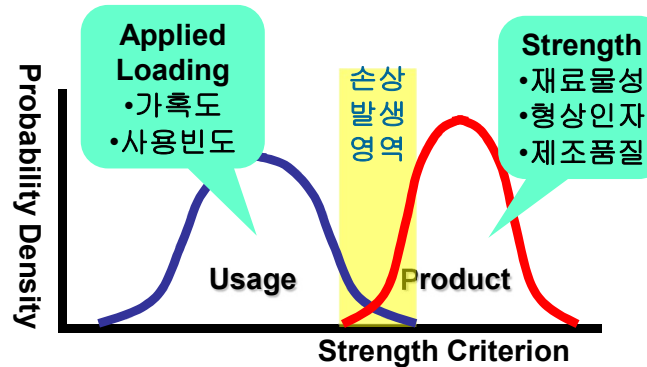 Applied
Loading
•가혹도
•사용빈도
손상
발생
영역
Strength
•재료물성
•형상인자
•제조품질
Probability Density
Usage
Product
Strength Criterion